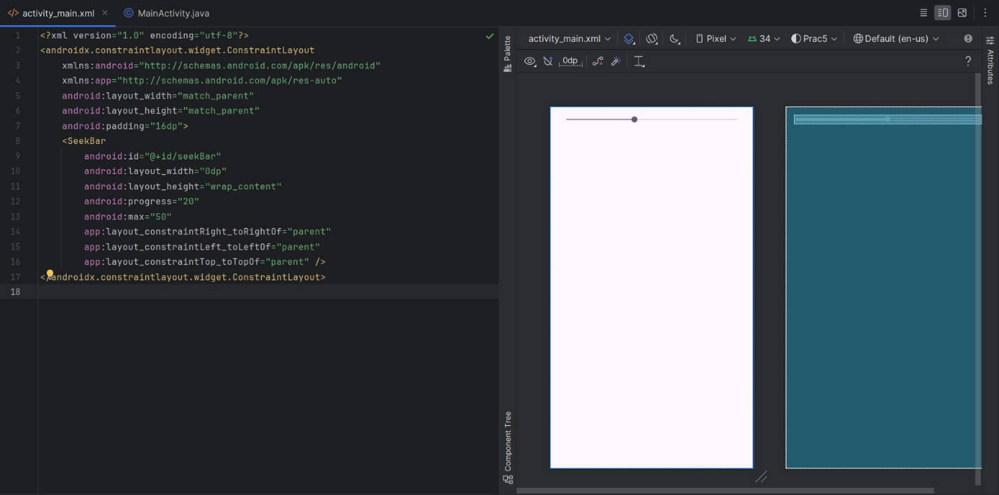 activity_main.xml
MainActivity.java
1 <?xml version="1.0" encoding="utf-8"?>
2 <androidx.constraintlayout.widget.ConstraintLayout
3 xmlns:android="http://schemas.android.com/apk/res/android"
4 xmlns:app="http://schemas.android.com/apk/res-auto"
5 android:layout_width="match_parent"
6 android:layout_height="match_parent"
7 android:padding="16dp">
8 <SeekBar
9 android:id="@+id/seekBar"
10 android:layout_width="0dp"
11 android:layout_height="wrap_content"
12 android:progress="20"
13 android:max="50"
14 app:layout_constraintRight_toRightOf="parent"
15 app:layout_constraintLeft_toLeftOf="parent"
16 app:layout_constraintTop_toTopOf="parent" />
17 </androidx.constraintlayout.widget.ConstraintLayout>
18
Palette
Component Tree
activity_main.xml Pixel 34 Prac5 Default (en-us)
0dp ?
Attributes